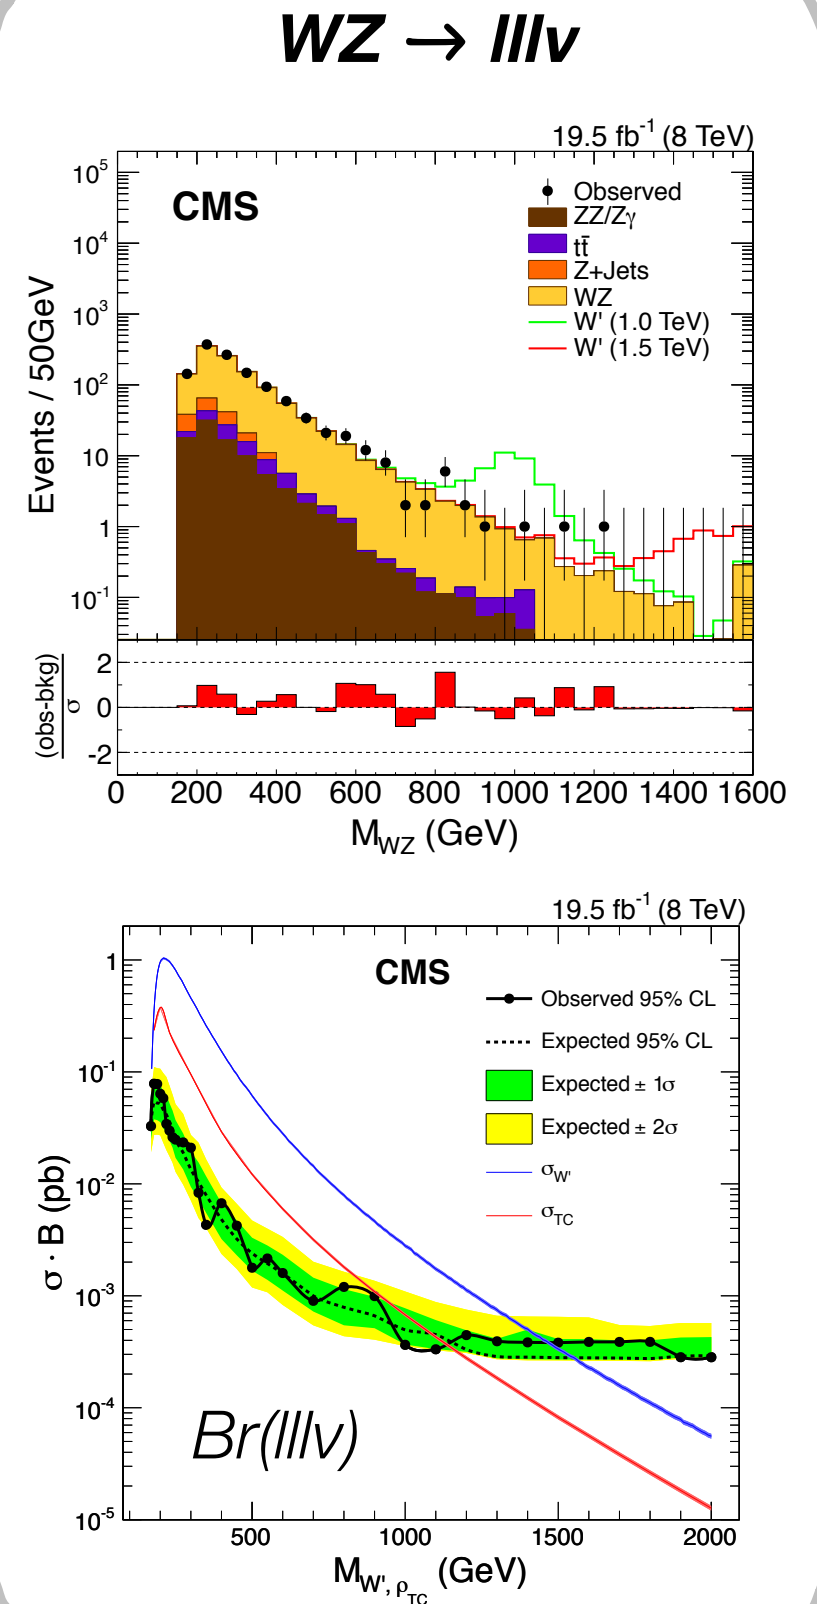 WZ → lllν
19.5 fb⁻¹ (8 TeV)
CMS
Observed
ZZ/Zγ
tt̄
Z+Jets
WZ
W' (1.0 TeV)
W' (1.5 TeV)
Events / 50GeV
10⁵
10⁴
10³
10²
10
1
10⁻¹
(obs-bkg)
σ
2
0
-2
0 200 400 600 800 1000 1200 1400 1600
M_WZ (GeV)
19.5 fb⁻¹ (8 TeV)
CMS
Observed 95% CL
Expected 95% CL
Expected ± 1σ
Expected ± 2σ
σ_W'
σ_TC
σ · B (pb)
1
10⁻¹
10⁻²
10⁻³
10⁻⁴
10⁻⁵
Br(lllν)
500 1000 1500 2000
M_W', ρ_TC (GeV)